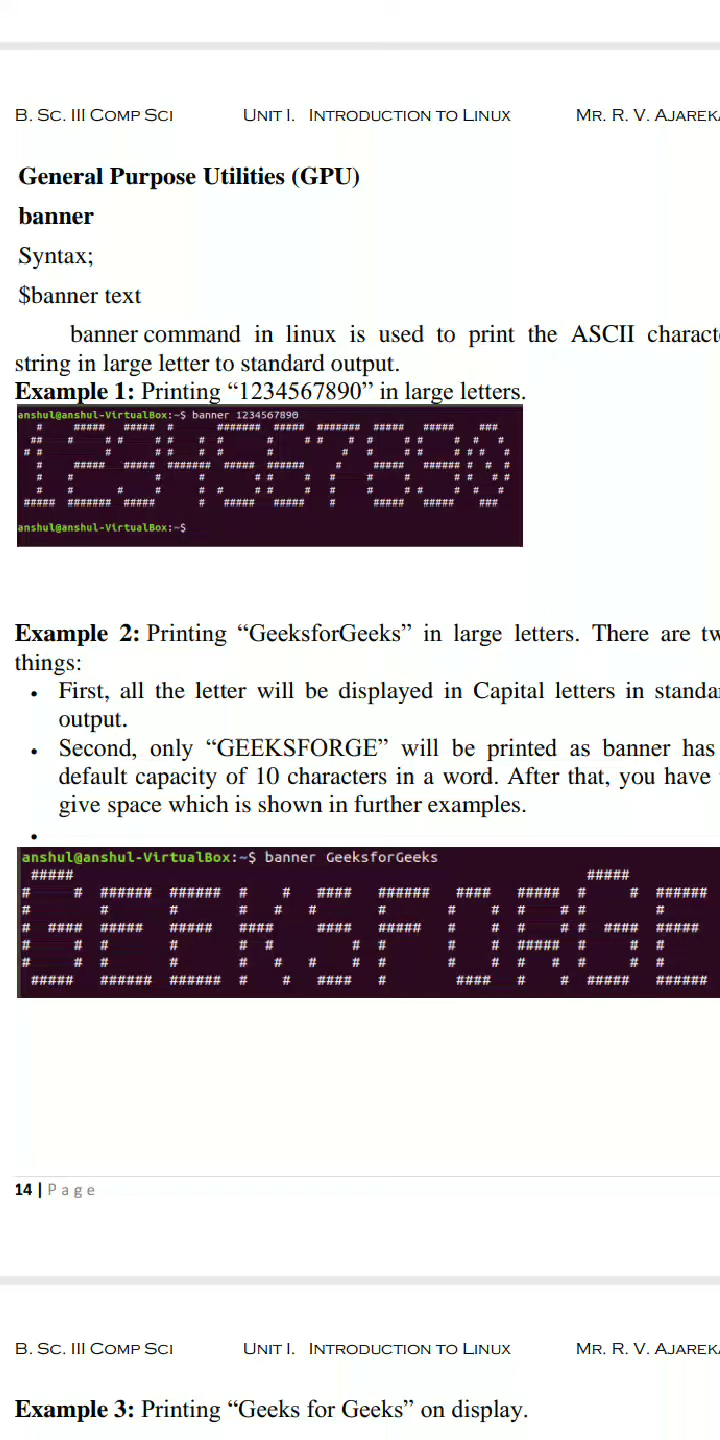 B. SC. III COMP SCI UNIT I. INTRODUCTION TO LINUX MR. R. V. AJAREK
General Purpose Utilities (GPU)
banner
Syntax;
$banner text
banner command in linux is used to print the ASCII charact
string in large letter to standard output.
Example 1: Printing “1234567890” in large letters.
anshul@anshul-VirtualBox:~$ banner 1234567890
1234567890
anshul@anshul-VirtualBox:~$
Example 2: Printing “GeeksforGeeks” in large letters. There are tw
things:
• First, all the letter will be displayed in Capital letters in standa
output.
• Second, only “GEEKSFORGE” will be printed as banner has
default capacity of 10 characters in a word. After that, you have
give space which is shown in further examples.
•
anshul@anshul-VirtualBox:~$ banner GeeksforGeeks
GEEKSFORGE
14 | Page
B. SC. III COMP SCI UNIT I. INTRODUCTION TO LINUX MR. R. V. AJAREK
Example 3: Printing “Geeks for Geeks” on display.